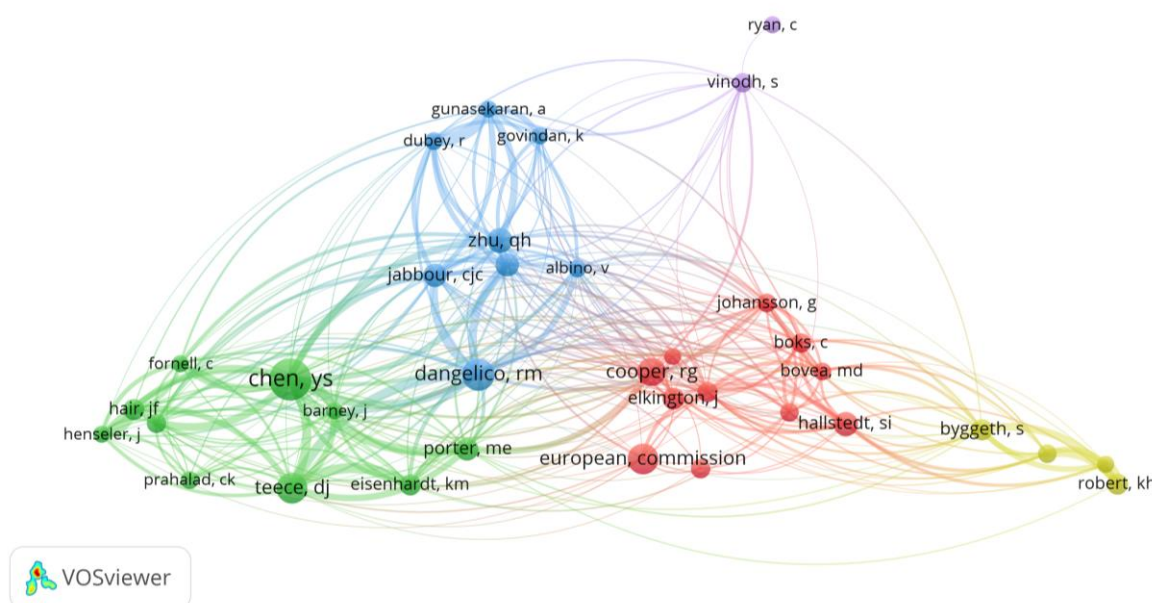 ryan, c
vinodh, s
gunasekaran, a
dubey, r
govindan, k
zhu, qh
jabbour, cjc
albino, v
johansson, g
boks, c
fornell, c
chen, ys
dangelico, rm
cooper, rg
bovea, md
elkington, j
hair, jf
barney, j
hallstedt, si
henseler, j
byggeth, s
porter, me
european, commission
prahalad, ck
teece, dj
eisenhardt, km
robert, kh
VOSviewer